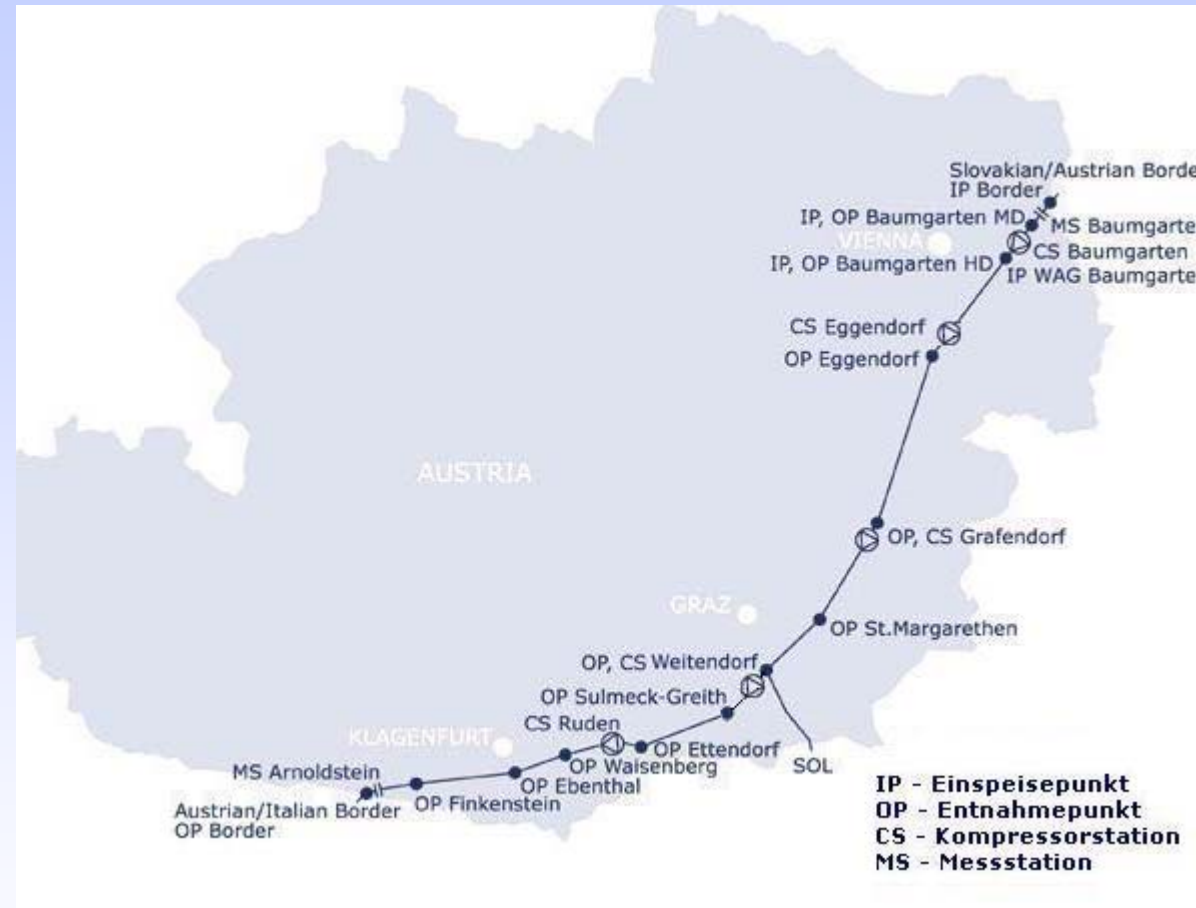 Slovakian/Austrian Borde
IP Border
IP, OP Baumgarten MD
MS Baumgarte
VIENNA
CS Baumgarten
IP, OP Baumgarten HD
IP WAG Baumgarte
CS Eggendorf
OP Eggendorf
AUSTRIA
OP, CS Grafendorf
GRAZ
OP St.Margarethen
OP, CS Weitendorf
OP Sulmeck-Greith
CS Ruden
KLAGENFURT
OP Ettendorf
OP Waisenberg
SOL
MS Arnoldstein
OP Ebenthal
OP Finkenstein
Austrian/Italian Border
OP Border
IP - Einspeisepunkt
OP - Entnahmepunkt
CS - Kompressorstation
MS - Messstation